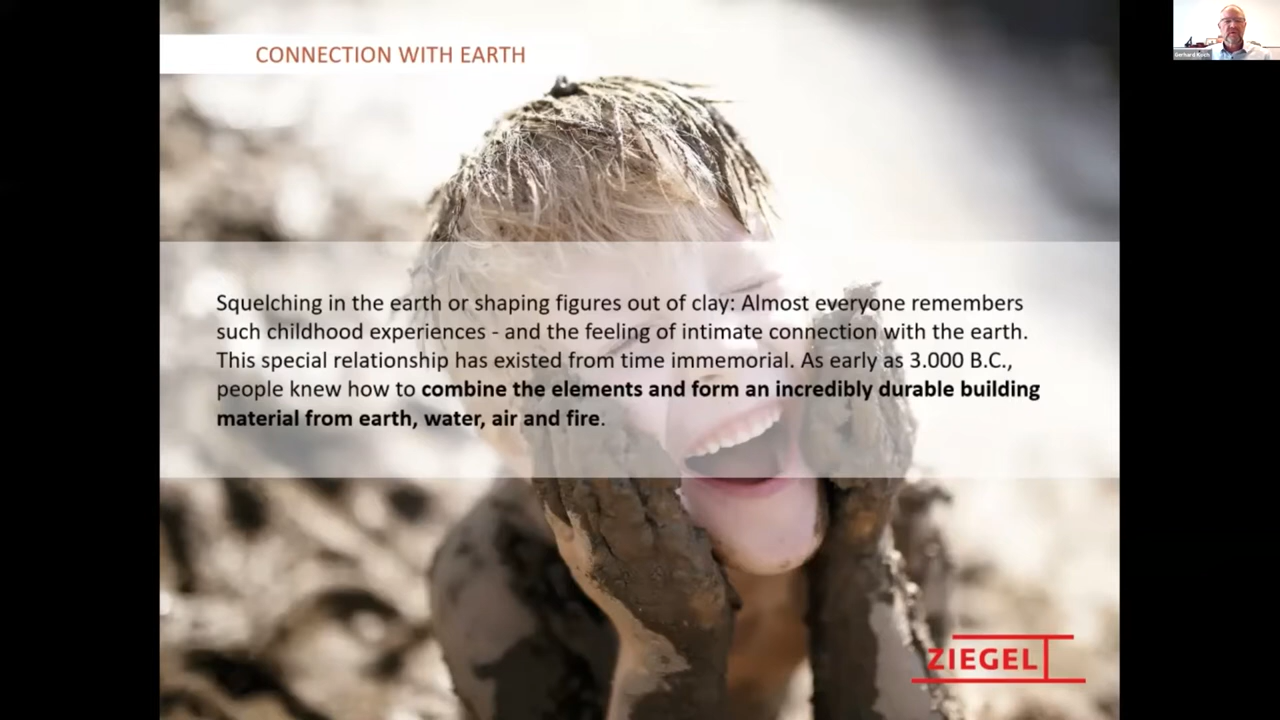 CONNECTION WITH EARTH
Squelching in the earth or shaping figures out of clay: Almost everyone remembers
such childhood experiences - and the feeling of intimate connection with the earth.
This special relationship has existed from time immemorial. As early as 3.000 B.C.,
people knew how to combine the elements and form an incredibly durable building
material from earth, water, air and fire.
ZIEGEL
Gerhard Koch